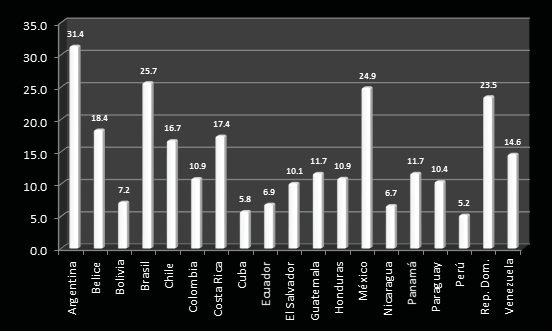 35.0
30.0
25.0
20.0
15.0
10.0
5.0
0.0
31.4
18.4
7.2
25.7
16.7
10.9
17.4
5.8
6.9
10.1
11.7
10.9
24.9
6.7
11.7
10.4
5.2
23.5
14.6
Argentina
Belice
Bolivia
Brasil
Chile
Colombia
Costa Rica
Cuba
Ecuador
El Salvador
Guatemala
Honduras
México
Nicaragua
Panamá
Paraguay
Perú
Rep. Dom.
Venezuela